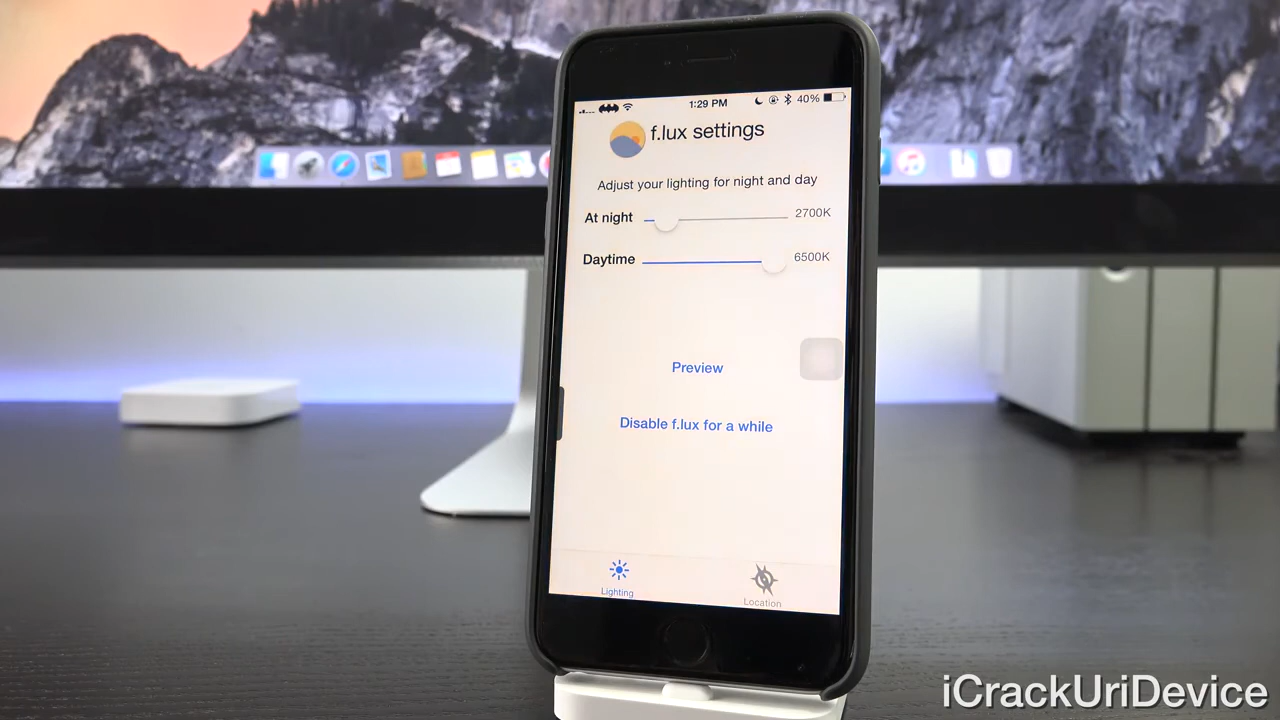 1:29 PM
40%
f.lux settings
Adjust your lighting for night and day
At night
2700K
Daytime
6500K
Preview
Disable f.lux for a while
Lighting
Location
iCrackUriDevice